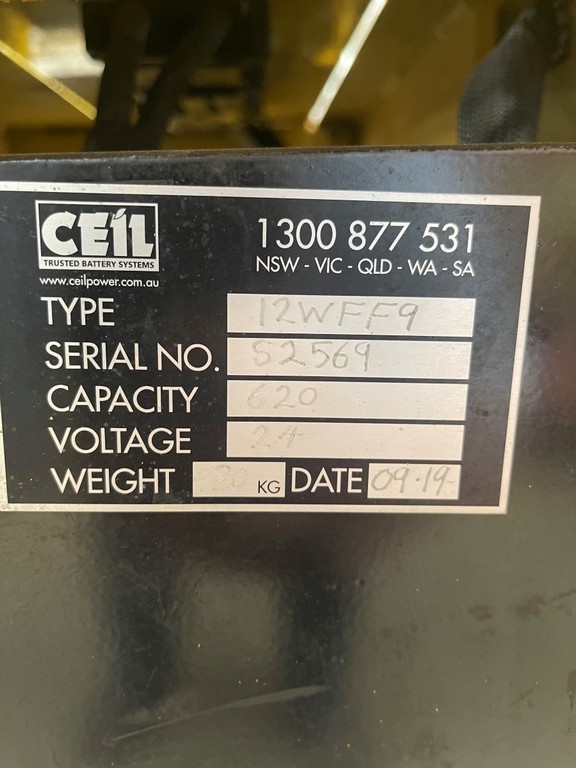 CEIL
TRUSTED BATTERY SYSTEMS
www.ceilpower.com.au
1300 877 531
NSW - VIC - QLD - WA - SA
TYPE 12WFF9
SERIAL NO. S2569
CAPACITY 620
VOLTAGE 24
WEIGHT KG DATE 09.19-